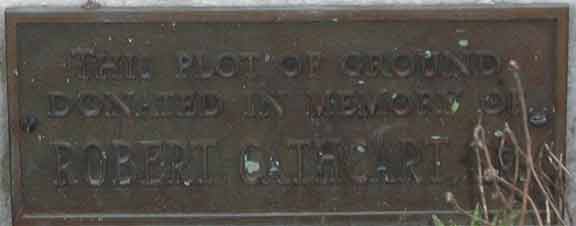 THIS PLOT OF GROUND
DONATED IN MEMORY OF
ROBERT CATHCART